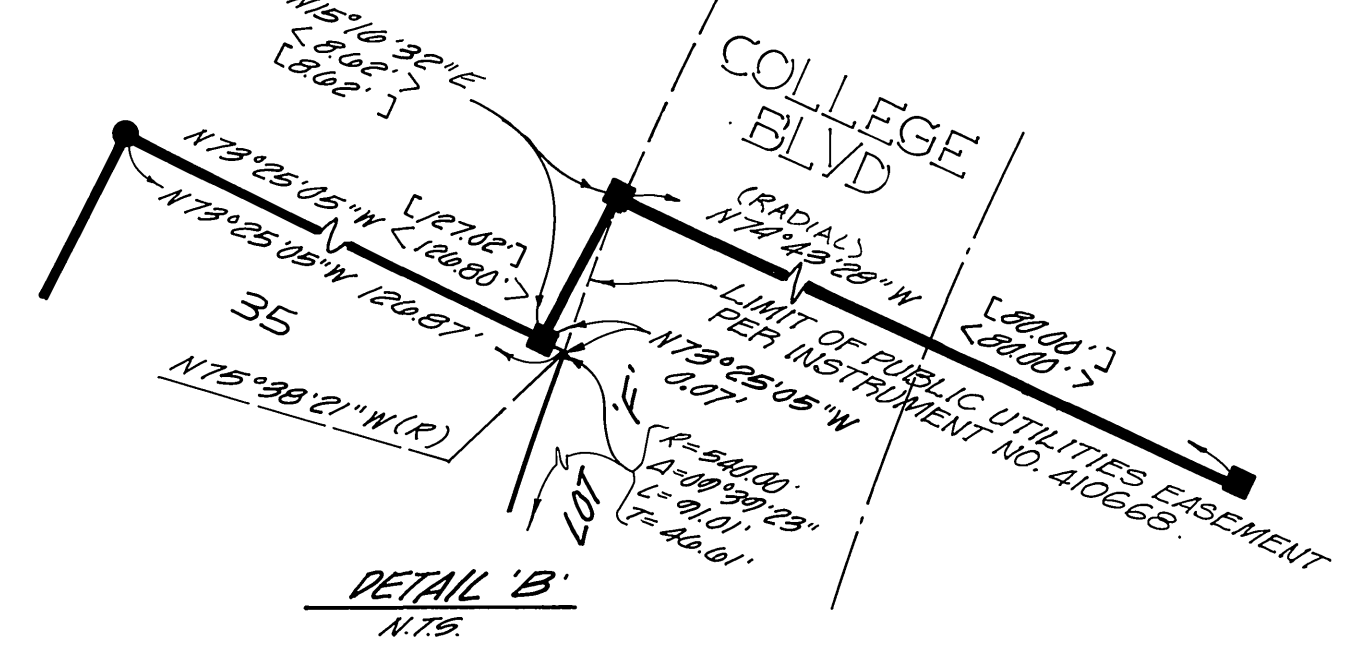 N15°16'32"E
<8.62'>
[8.62']
COLLEGE
BLVD
N73°25'05"W
[127.02']
<126.80'>
N73°25'05"W 126.87'
35
N75°38'21"W(R)
(RADIAL)
N74°43'28"W
[80.00']
<80.00'>
LIMIT OF PUBLIC UTILITIES EASEMENT
PER INSTRUMENT NO. 410668.
N73°25'05"W
0.07'
LOT 'F'
R=540.00'
Δ=09°39'23"
L=91.01'
T=46.61'
DETAIL 'B'
N.T.S.